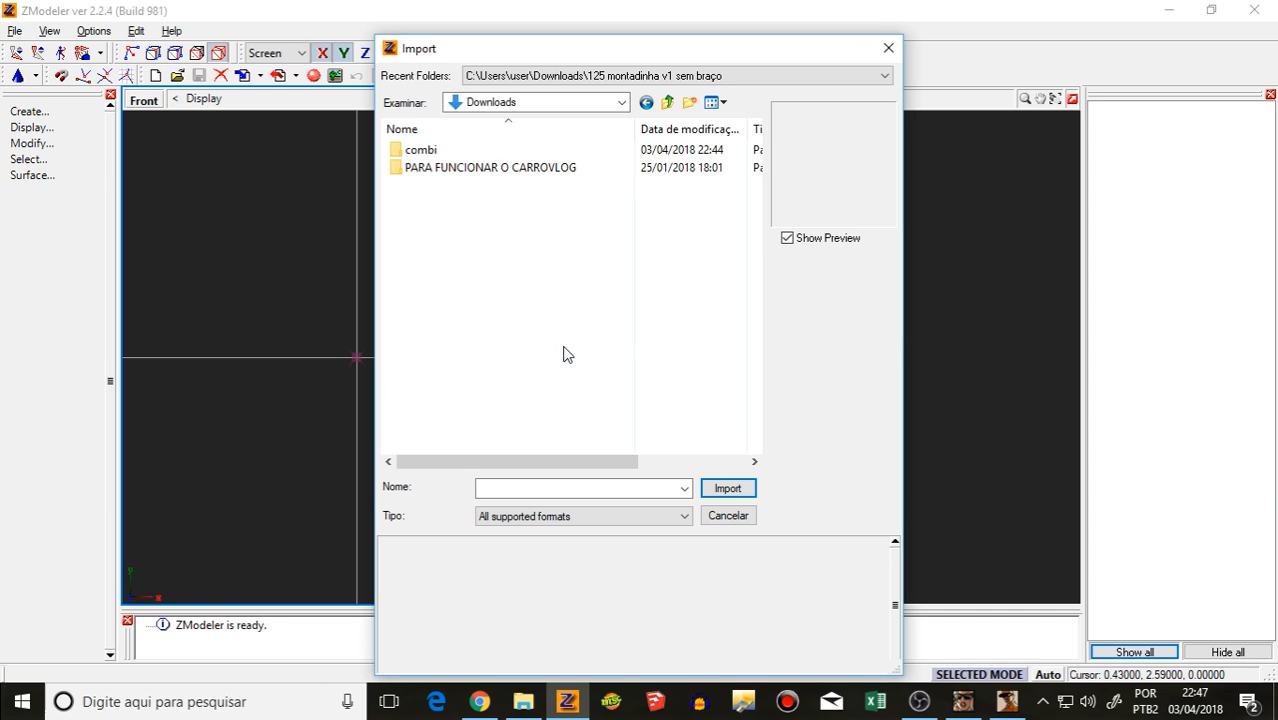 ZModeler ver 2.2.4 (Build 981)
File View Options Edit Help
Screen X Y Z
Front < Display
Create...
Display...
Modify...
Select...
Surface...
Import
Recent Folders: C:\Users\user\Downloads\125 montadinha v1 sem braço
Examinar: Downloads
Nome Data de modificaç... Ti
combi 03/04/2018 22:44 Pa
PARA FUNCIONAR O CARROVLOG 25/01/2018 18:01 Pa
Show Preview
Nome: Import
Tipo: All supported formats Cancelar
ZModeler is ready.
Show all Hide all
SELECTED MODE Auto Cursor: 0.43000, 2.59000, 0.00000
Digite aqui para pesquisar
POR
PTB2
22:47
03/04/2018
2